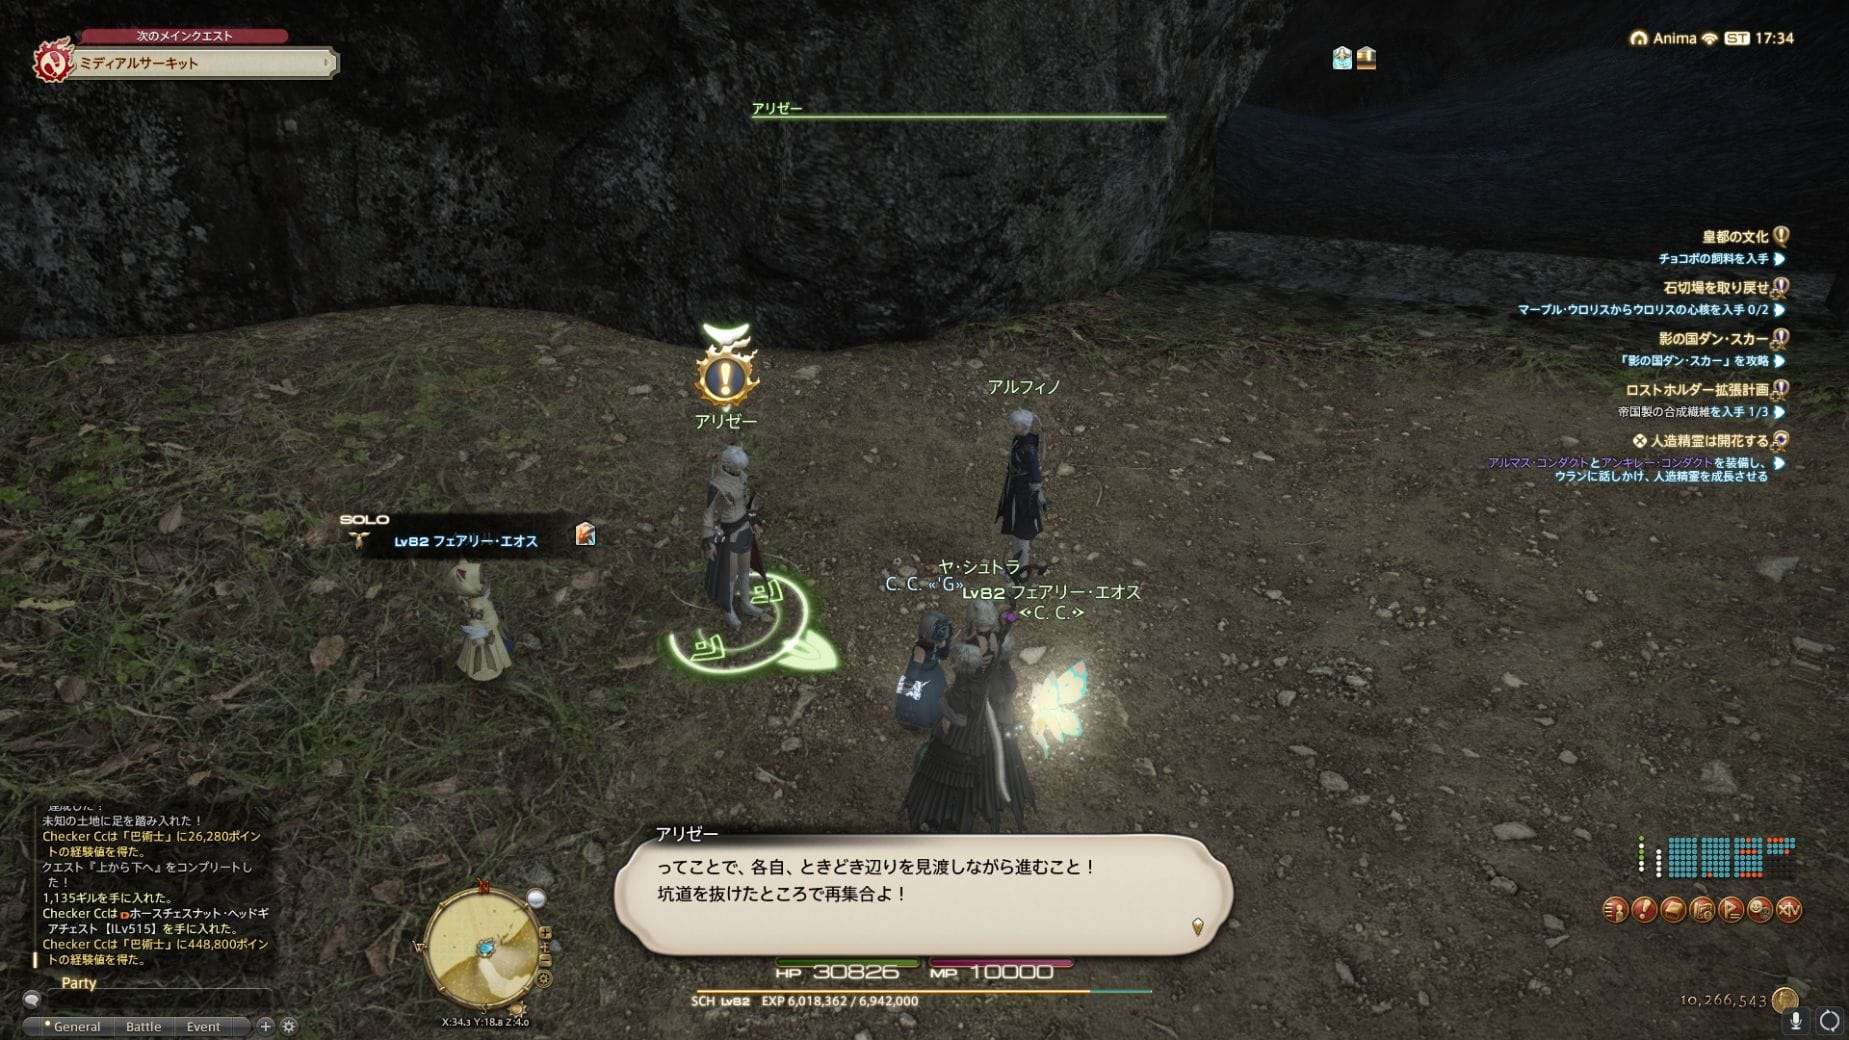 次のメインクエスト
ミディアルサーキット
Anima ST 17:34
アリゼー
皇都の文化
チョコボの飼料を入手
石切場を取り戻せ
マーブル・ウロリスからウロリスの心核を入手 0/2
影の国ダン・スカー
「影の国ダン・スカー」を攻略
ロストホルダー拡張計画
帝国製の合成繊維を入手 1/3
人造精霊は開花する
アルマス・コンダクトとアンキレー・コンダクトを装備し、
ウランに話しかけ、人造精霊を成長させる
アリゼー
アルフィノ
SOLO
Lv82 フェアリー・エオス
ヤ・シュトラ
C. C. «'G»
Lv82 フェアリー・エオス
<C. C.>
達成した！
未知の土地に足を踏み入れた！
Checker Ccは「巴術士」に26,280ポイン
トの経験値を得た。
クエスト『上から下へ』をコンプリートし
た！
1,135ギルを手に入れた。
Checker Ccはホースチェスナット・ヘッドギ
アチェスト【ILv515】を手に入れた。
Checker Ccは「巴術士」に448,800ポイン
トの経験値を得た。
Party
General Battle Event
X:34.3 Y:18.8 Z:4.0
アリゼー
ってことで、各自、ときどき辺りを見渡しながら進むこと！
坑道を抜けたところで再集合よ！
HP 30826 MP 10000
SCH Lv82 EXP 6,018,362 / 6,942,000
XIV
10,266,543